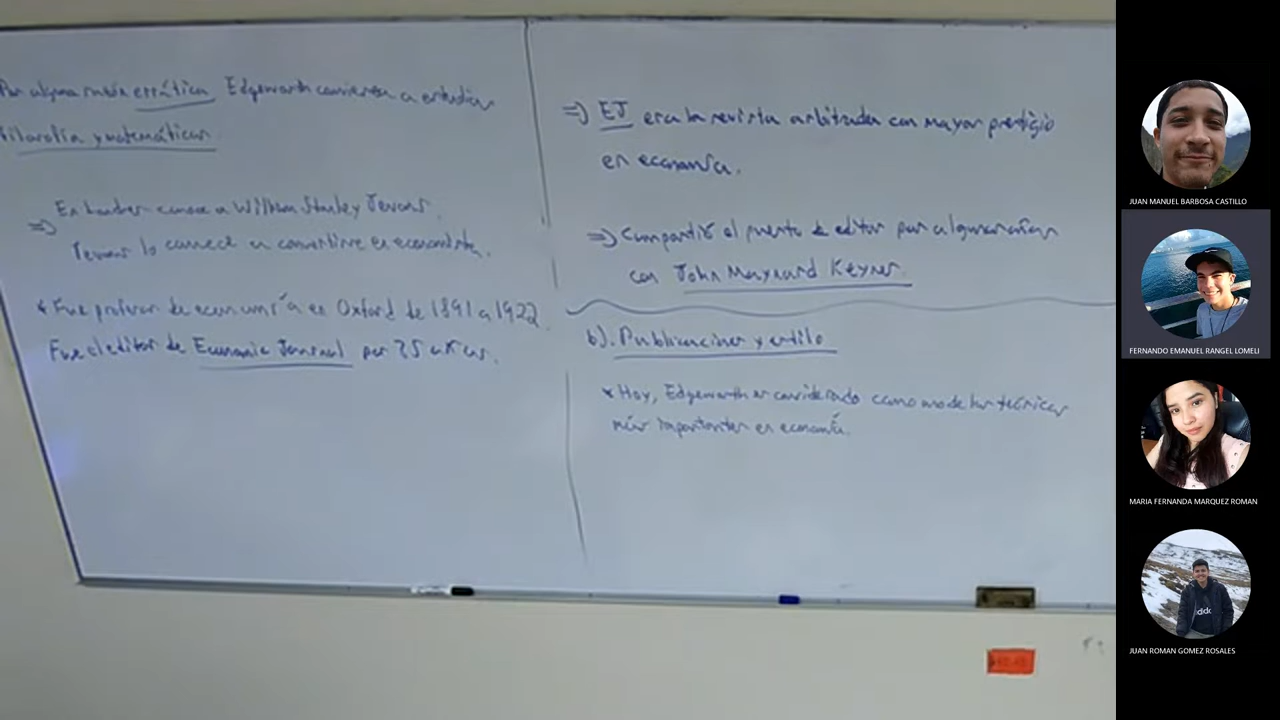 Por alguna razón errática Edgeworth comienza a estudiar
filosofía y matemáticas.
=> En Londres conoce a William Stanley Jevons.
Jevons lo convence en convertirse en economista.
* Fue profesor de economía en Oxford de 1891 a 1922
Fue el editor de Economic Journal por 35 años.
=> EJ era la revista arbitrada con mayor prestigio
en economía.
=> Compartió el puesto de editor por algunos años
con John Maynard Keynes.
b). Publicaciones y estilo
* Hoy, Edgeworth es considerado como uno de los teóricos
más importantes en economía.
JUAN MANUEL BARBOSA CASTILLO
FERNANDO EMANUEL RANGEL LOMELI
MARIA FERNANDA MARQUEZ ROMAN
JUAN ROMAN GOMEZ ROSALES